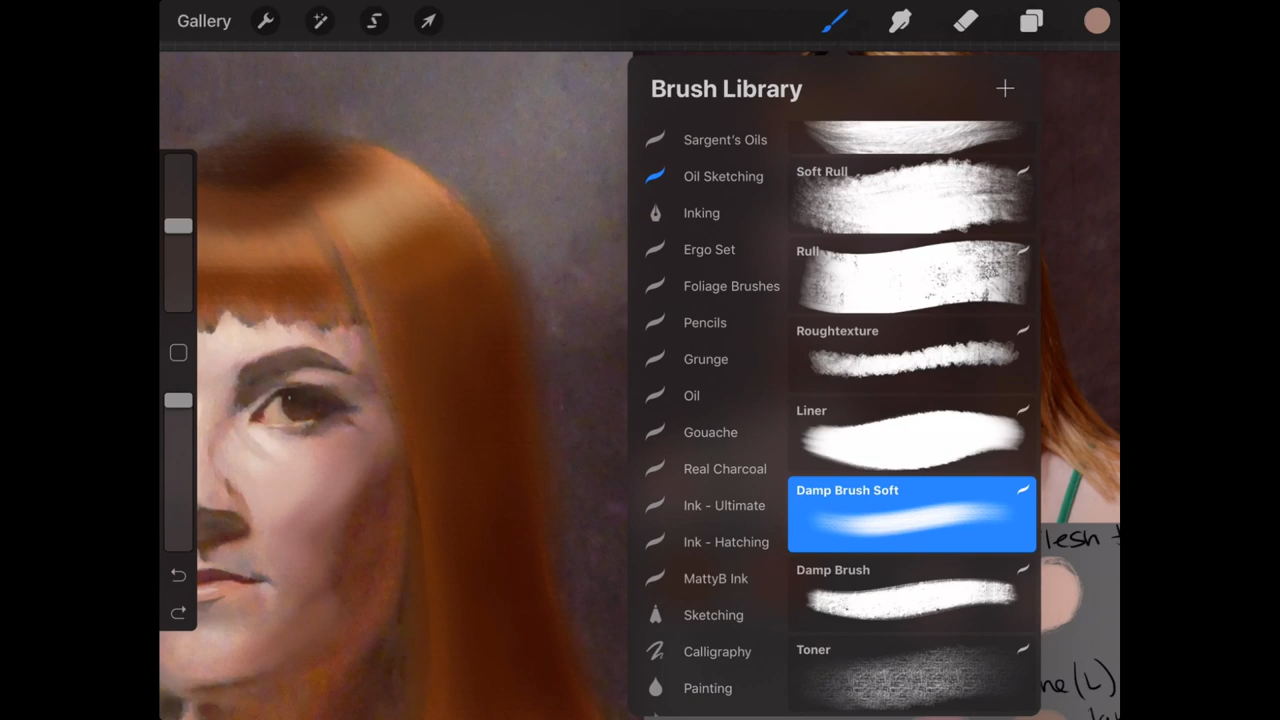 Gallery
Brush Library
Sargent's Oils
Oil Sketching
Inking
Ergo Set
Foliage Brushes
Pencils
Grunge
Oil
Gouache
Real Charcoal
Ink - Ultimate
Ink - Hatching
MattyB Ink
Sketching
Calligraphy
Painting
Soft Rull
Rull
Roughtexture
Liner
Damp Brush Soft
Damp Brush
Toner
lesh
(L)